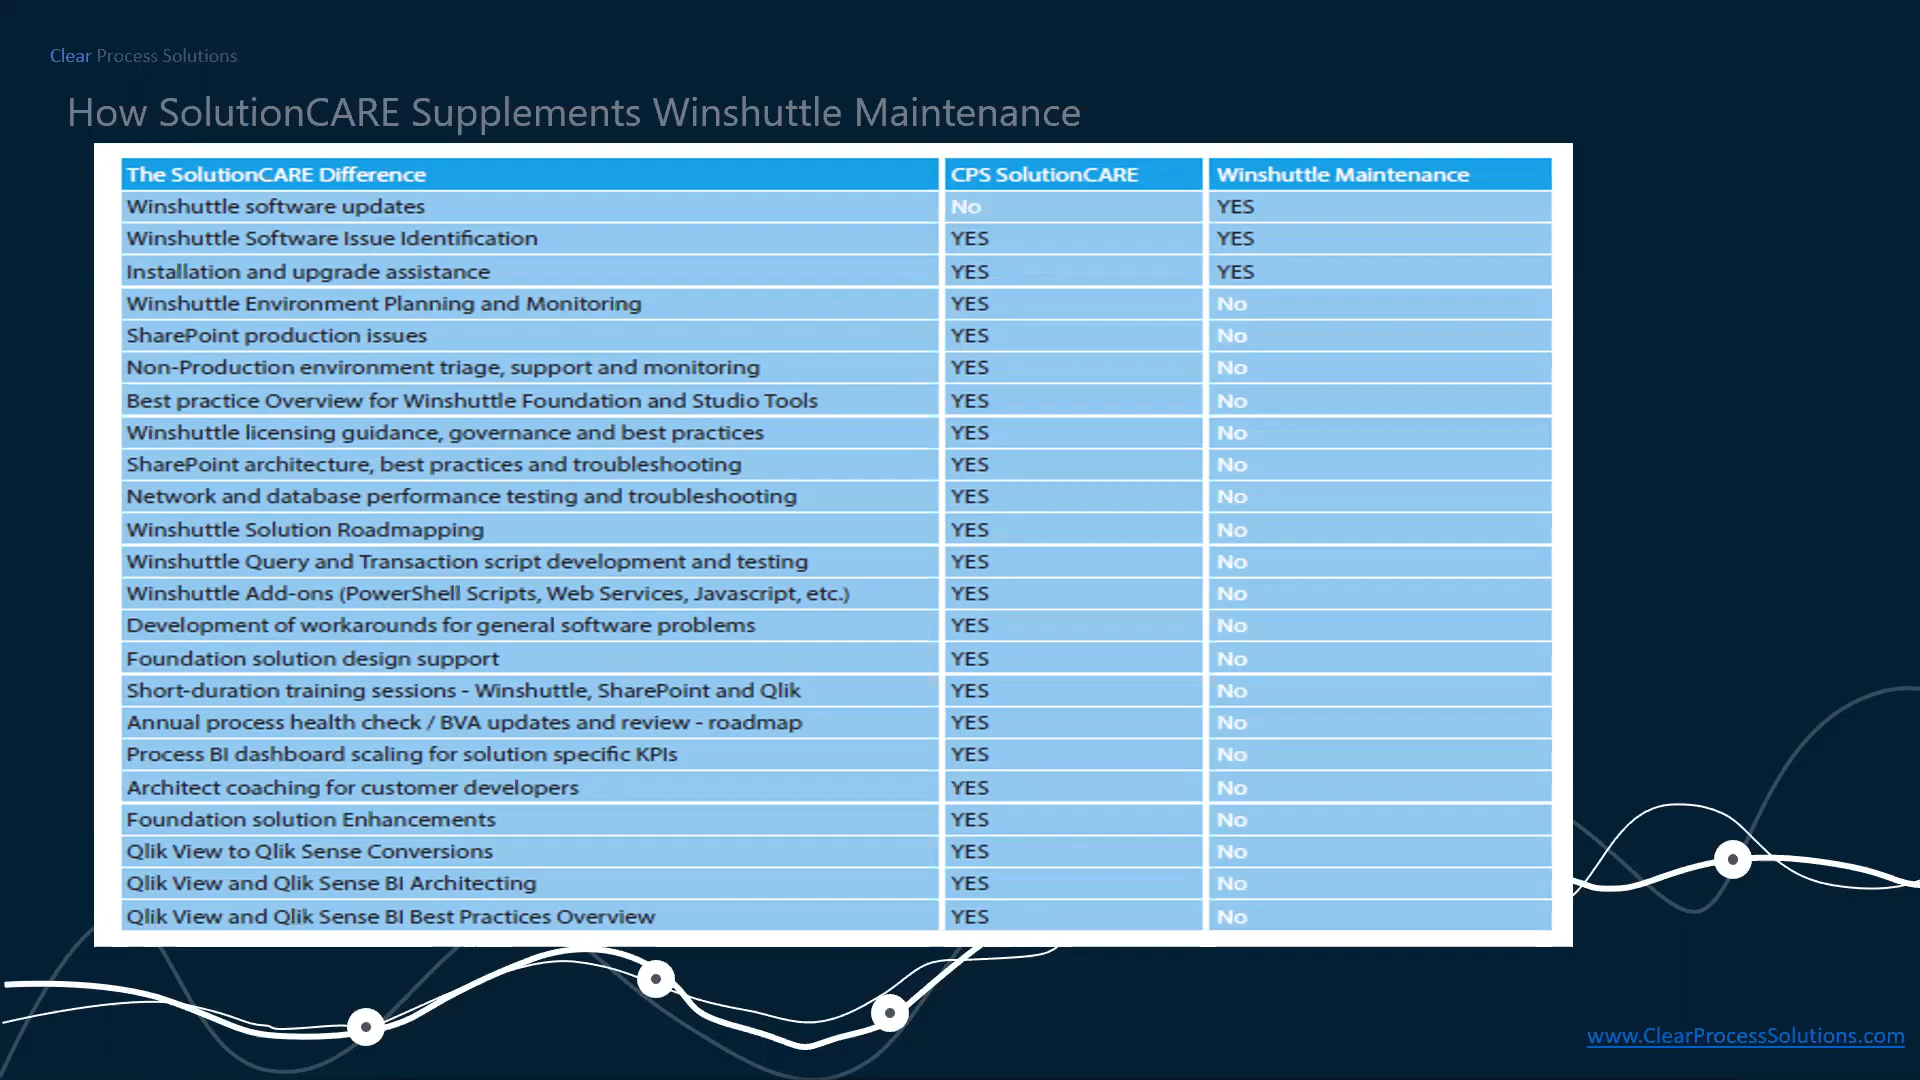 Clear Process Solutions
How SolutionCARE Supplements Winshuttle Maintenance
The SolutionCARE Difference CPS SolutionCARE Winshuttle Maintenance
Winshuttle software updates No YES
Winshuttle Software Issue Identification YES YES
Installation and upgrade assistance YES YES
Winshuttle Environment Planning and Monitoring YES No
SharePoint production issues YES No
Non-Production environment triage, support and monitoring YES No
Best practice Overview for Winshuttle Foundation and Studio Tools YES No
Winshuttle licensing guidance, governance and best practices YES No
SharePoint architecture, best practices and troubleshooting YES No
Network and database performance testing and troubleshooting YES No
Winshuttle Solution Roadmapping YES No
Winshuttle Query and Transaction script development and testing YES No
Winshuttle Add-ons (PowerShell Scripts, Web Services, Javascript, etc.) YES No
Development of workarounds for general software problems YES No
Foundation solution design support YES No
Short-duration training sessions - Winshuttle, SharePoint and Qlik YES No
Annual process health check / BVA updates and review - roadmap YES No
Process BI dashboard scaling for solution specific KPIs YES No
Architect coaching for customer developers YES No
Foundation solution Enhancements YES No
Qlik View to Qlik Sense Conversions YES No
Qlik View and Qlik Sense BI Architecting YES No
Qlik View and Qlik Sense BI Best Practices Overview YES No
www.ClearProcessSolutions.com